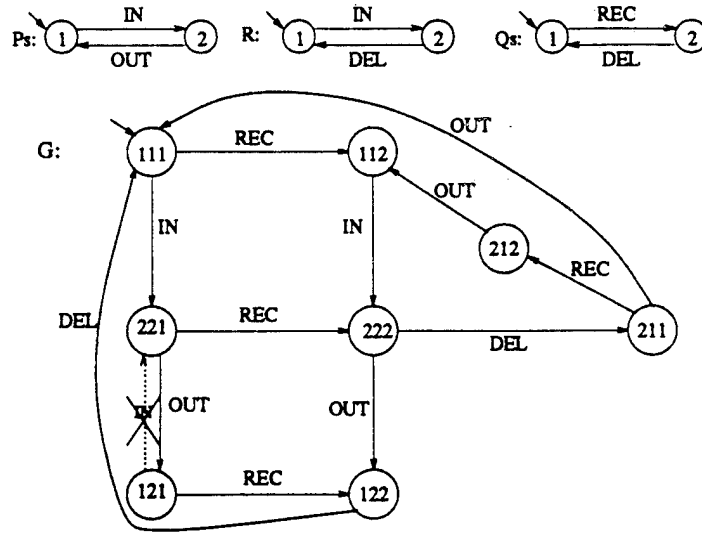 Ps: 1 IN OUT 2
R: 1 IN DEL 2
Qs: 1 REC DEL 2
G: 111 REC 112 OUT
OUT
IN IN 212 REC
DEL 221 REC 222 DEL 211
IN OUT OUT
121 REC 122